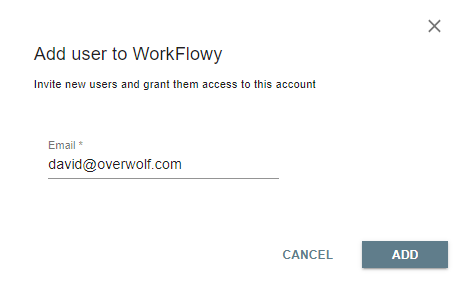 Add user to WorkFlowy
Invite new users and grant them access to this account
Email *
david@overwolf.com
CANCEL
ADD